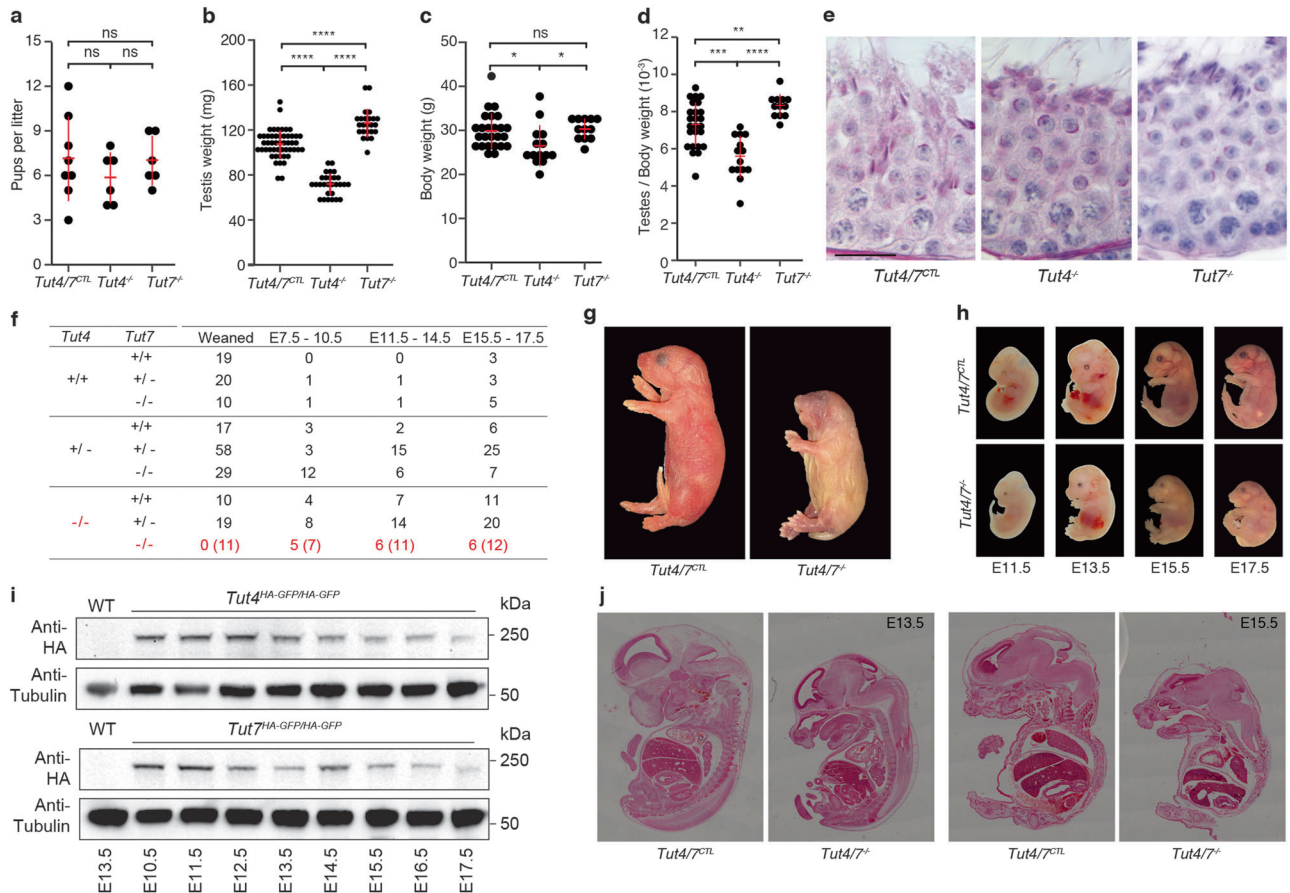 a
ns
ns ns
Pups per litter
15
12
9
6
3
0
Tut4/7CTL Tut4-/- Tut7-/-
b
****
**** ****
Testis weight (mg)
200
160
120
80
40
0
Tut4/7CTL Tut4-/- Tut7-/-
c
ns
* *
Body weight (g)
50
40
30
20
10
0
Tut4/7CTL Tut4-/- Tut7-/-
d
**
*** ****
Testes / Body weight (10-3)
12
10
8
6
4
2
0
Tut4/7CTL Tut4-/- Tut7-/-
e
Tut4/7CTL Tut4-/- Tut7-/-
f
Tut4 Tut7 Weaned E7.5 - 10.5 E11.5 - 14.5 E15.5 - 17.5
+/+ 19 0 0 3
+/+ +/- 20 1 1 3
-/- 10 1 1 5
+/+ 17 3 2 6
+/- +/- 58 3 15 25
-/- 29 12 6 7
+/+ 10 4 7 11
-/- +/- 19 8 14 20
-/- 0 (11) 5 (7) 6 (11) 6 (12)
g
Tut4/7CTL Tut4/7-/-
h
Tut4/7CTL
Tut4/7-/-
E11.5 E13.5 E15.5 E17.5
i
WT Tut4HA-GFP/HA-GFP kDa
Anti-
HA
250
Anti-
Tubulin
50
WT Tut7HA-GFP/HA-GFP kDa
Anti-
HA
250
Anti-
Tubulin
50
E13.5 E10.5 E11.5 E12.5 E13.5 E14.5 E15.5 E16.5 E17.5
j
E13.5 E15.5
Tut4/7CTL Tut4/7-/- Tut4/7CTL Tut4/7-/-